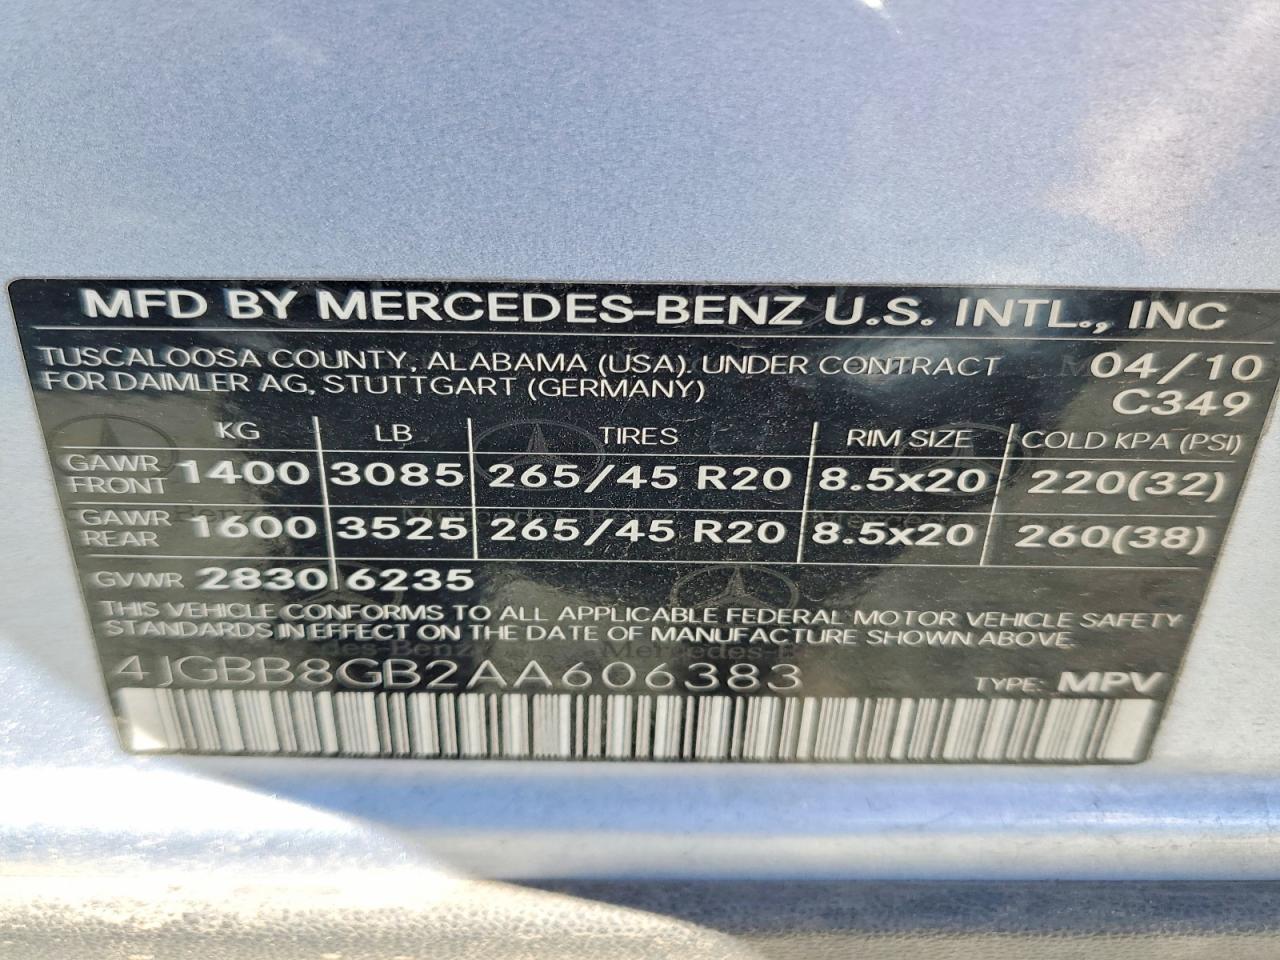 MFD BY MERCEDES-BENZ U.S. INTL., INC
TUSCALOOSA COUNTY, ALABAMA (USA). UNDER CONTRACT
FOR DAIMLER AG, STUTTGART (GERMANY)
04/10
C349
KG LB TIRES RIM SIZE COLD KPA (PSI)
GAWR FRONT 1400 3085 265/45 R20 8.5x20 220(32)
GAWR REAR 1600 3525 265/45 R20 8.5x20 260(38)
GVWR 2830 6235
THIS VEHICLE CONFORMS TO ALL APPLICABLE FEDERAL MOTOR VEHICLE SAFETY
STANDARDS IN EFFECT ON THE DATE OF MANUFACTURE SHOWN ABOVE.
4JGBB8GB2AA606383 TYPE: MPV